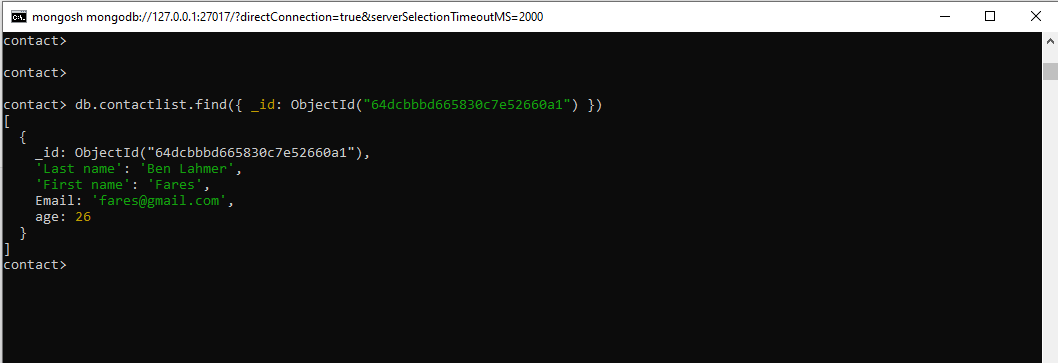 mongosh mongodb://127.0.0.1:27017/?directConnection=true&serverSelectionTimeoutMS=2000
contact>
contact>
contact> db.contactlist.find({ _id: ObjectId("64dcbbbd665830c7e52660a1") })
[
  {
    _id: ObjectId("64dcbbbd665830c7e52660a1"),
    'Last name': 'Ben Lahmer',
    'First name': 'Fares',
    Email: 'fares@gmail.com',
    age: 26
  }
]
contact>